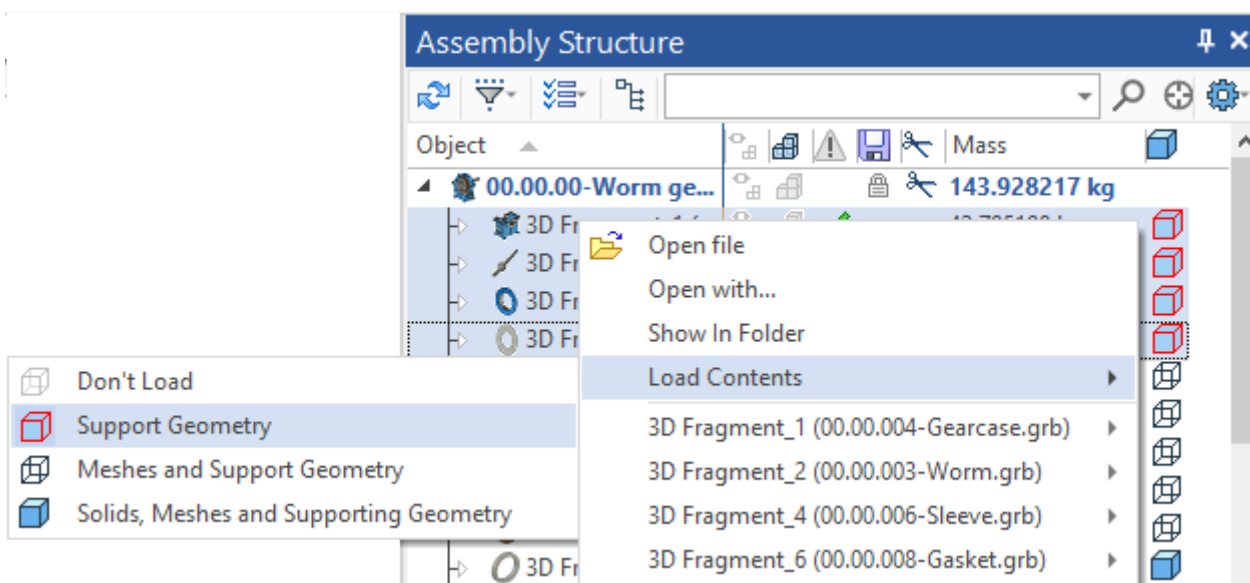 Assembly Structure
Object Mass
00.00.00-Worm ge... 143.928217 kg
3D Fr
3D Fr
3D Fr
3D Fr
Open file
Open with...
Show In Folder
Load Contents
Don't Load
Support Geometry
Meshes and Support Geometry
Solids, Meshes and Supporting Geometry
3D Fragment_1 (00.00.004-Gearcase.grb)
3D Fragment_2 (00.00.003-Worm.grb)
3D Fragment_4 (00.00.006-Sleeve.grb)
3D Fragment_6 (00.00.008-Gasket.grb)
3D Fr